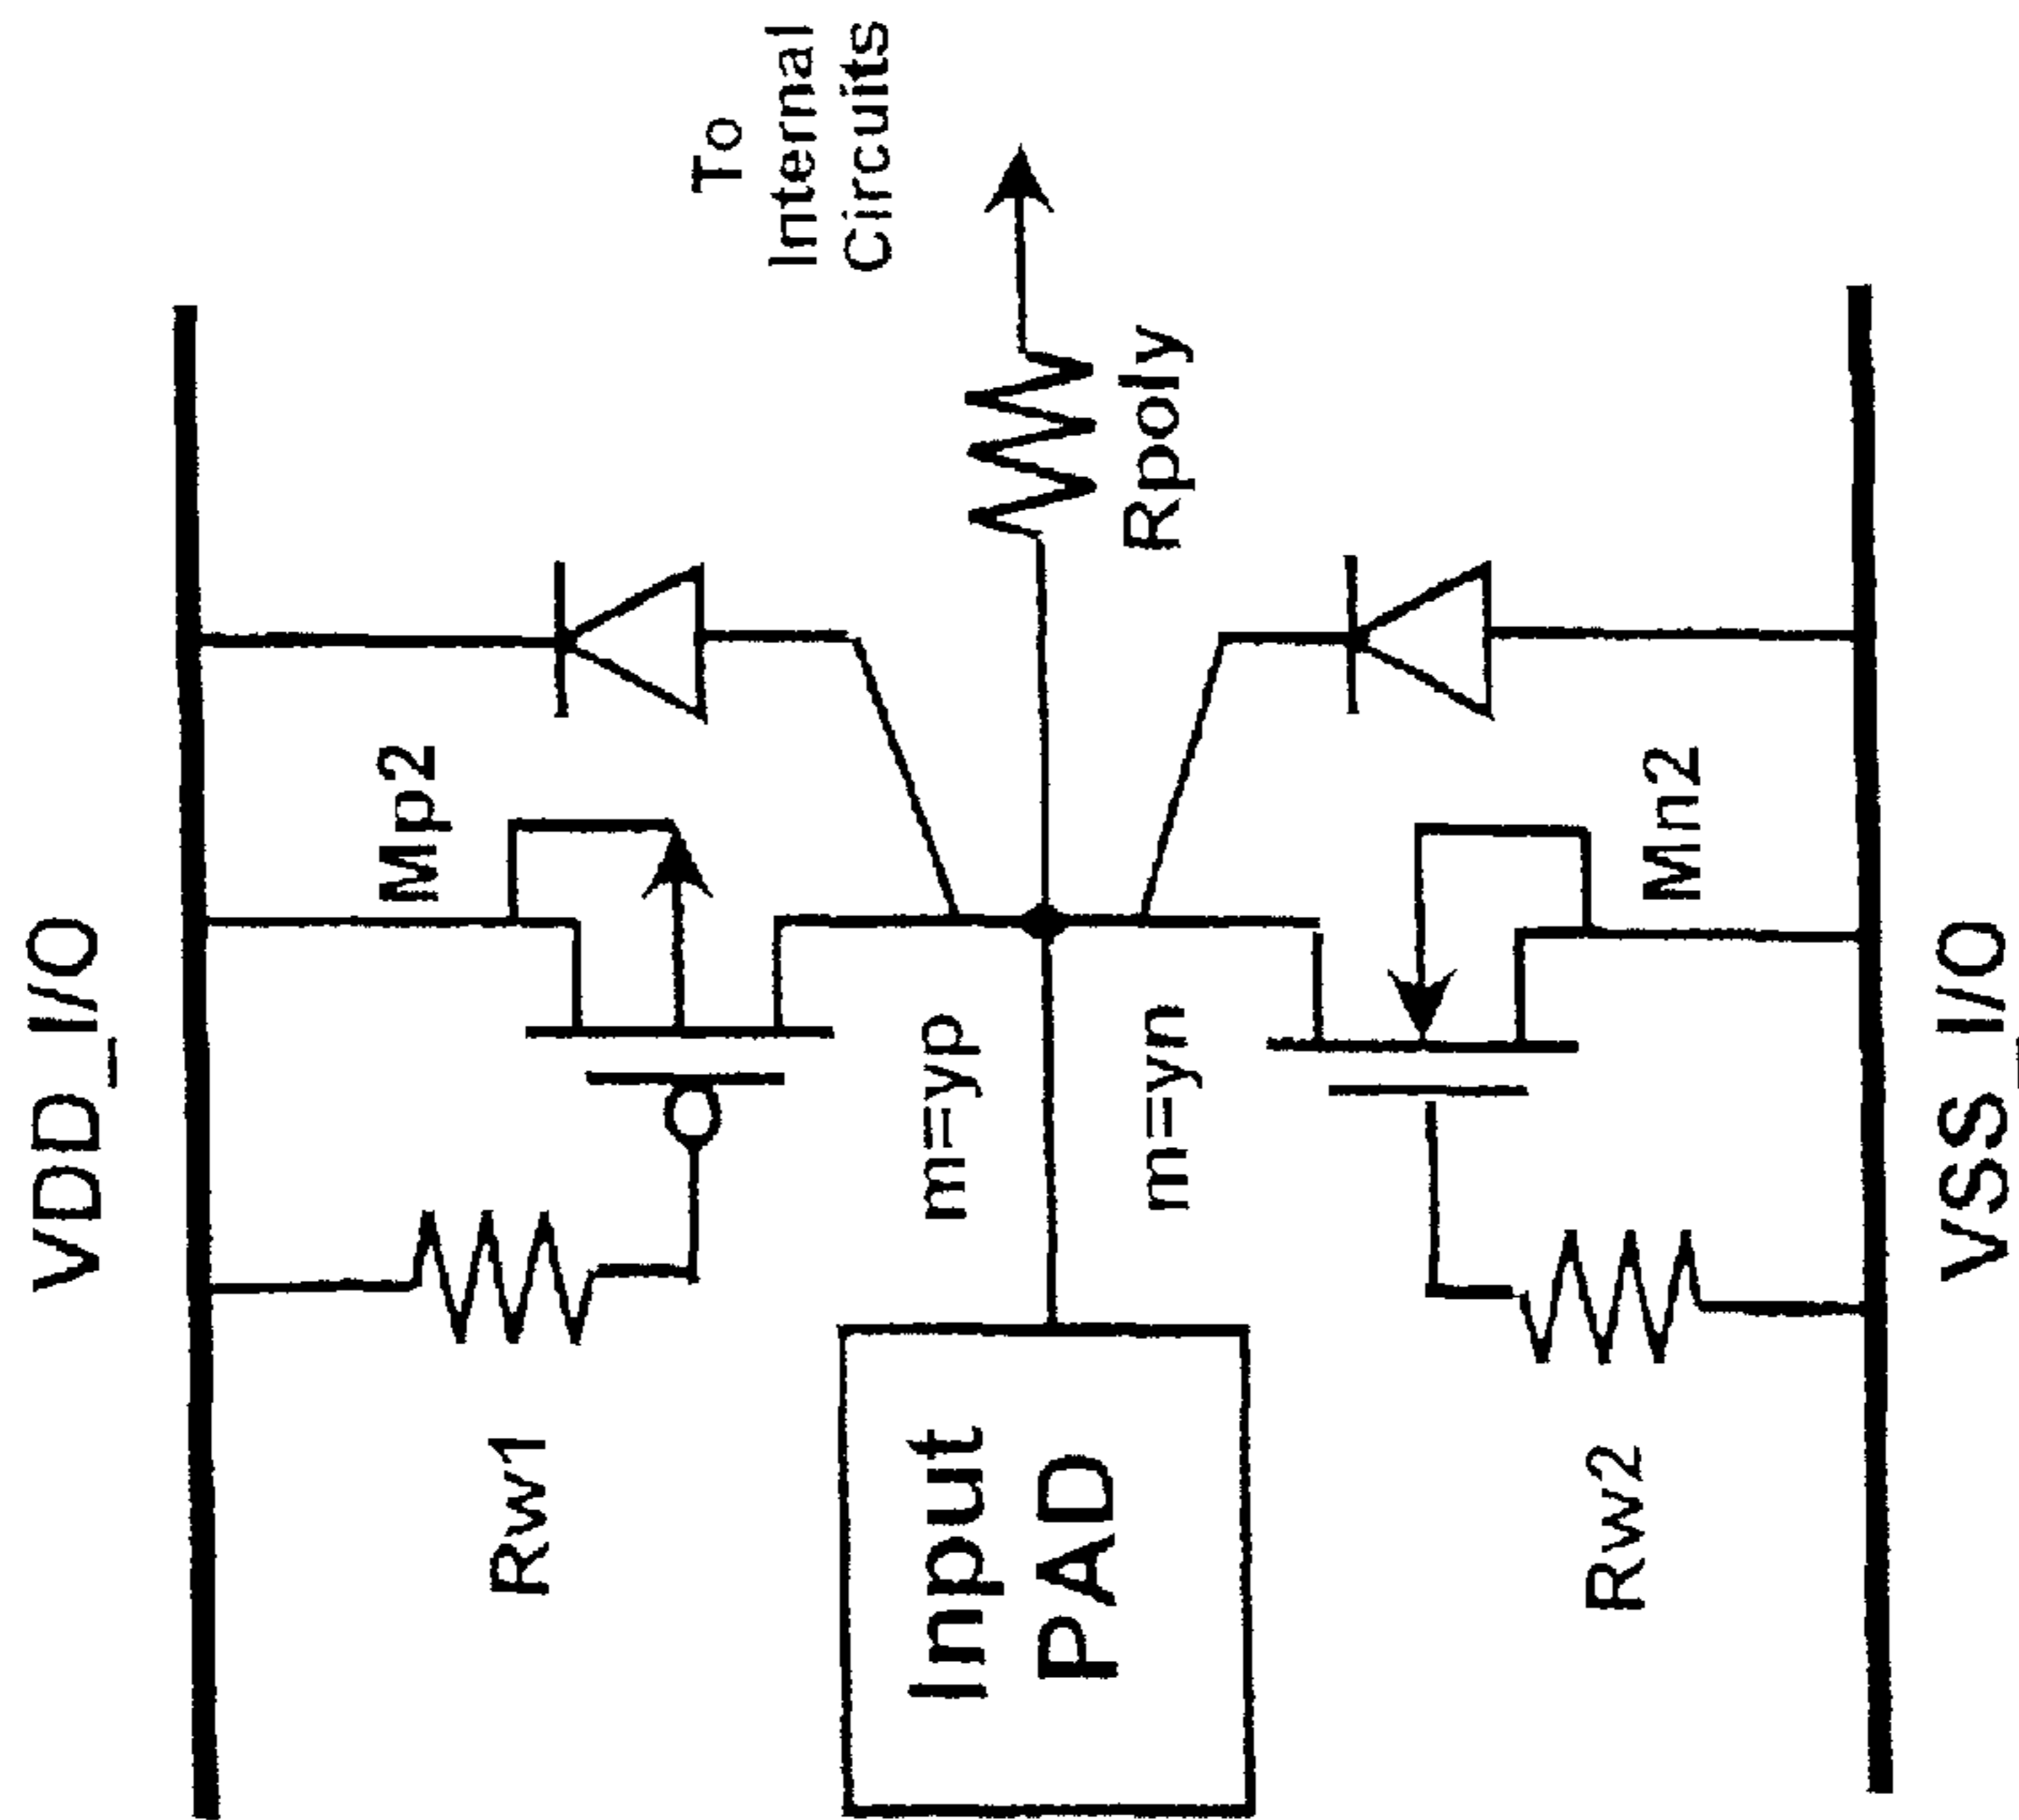 VDD_I/O
Rw1
Mp2
To
Internal
Circuits
m=yp
Input
PAD
Rpoly
m=yn
Rw2
Mn2
VSS_I/O